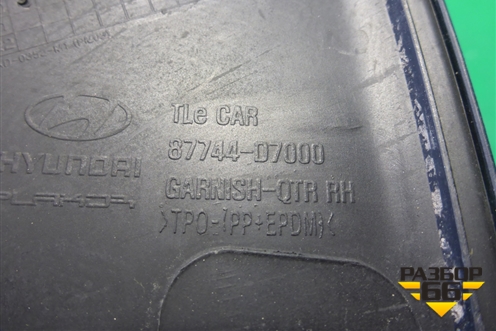 TLe CAR
87744-D7000
GARNISH-QTR RH
>TPO-(PP+EPDM)<
HYUNDAI
РАЗБОР
66